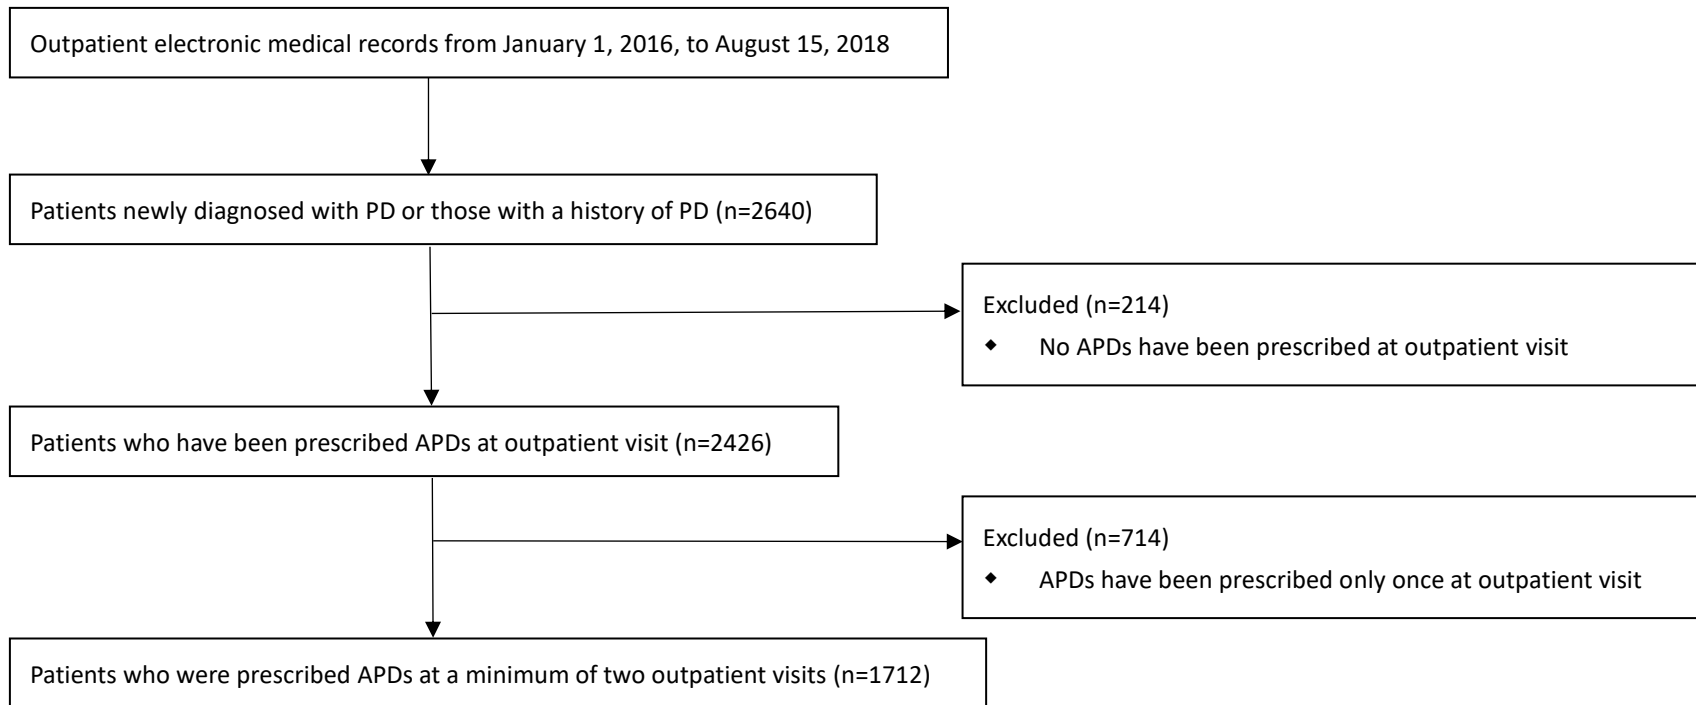 Outpatient electronic medical records from January 1, 2016, to August 15, 2018
Patients newly diagnosed with PD or those with a history of PD (n=2640)
Excluded (n=214)
◆ No APDs have been prescribed at outpatient visit
Patients who have been prescribed APDs at outpatient visit (n=2426)
Excluded (n=714)
◆ APDs have been prescribed only once at outpatient visit
Patients who were prescribed APDs at a minimum of two outpatient visits (n=1712)